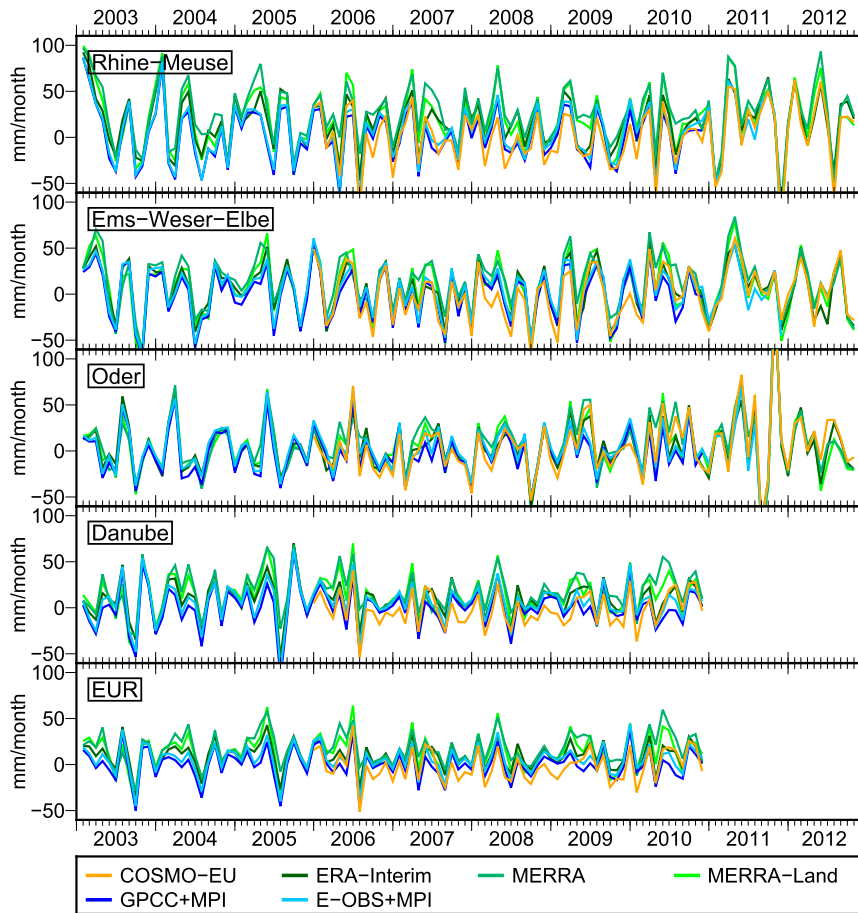 2003 2004 2005 2006 2007 2008 2009 2010 2011 2012
100
50
0
−50
mm/month
Rhine−Meuse
100
50
0
−50
mm/month
Ems−Weser−Elbe
100
50
0
−50
mm/month
Oder
100
50
0
−50
mm/month
Danube
100
50
0
−50
mm/month
EUR
2003 2004 2005 2006 2007 2008 2009 2010 2011 2012
COSMO−EU ERA−Interim MERRA MERRA−Land
GPCC+MPI E−OBS+MPI